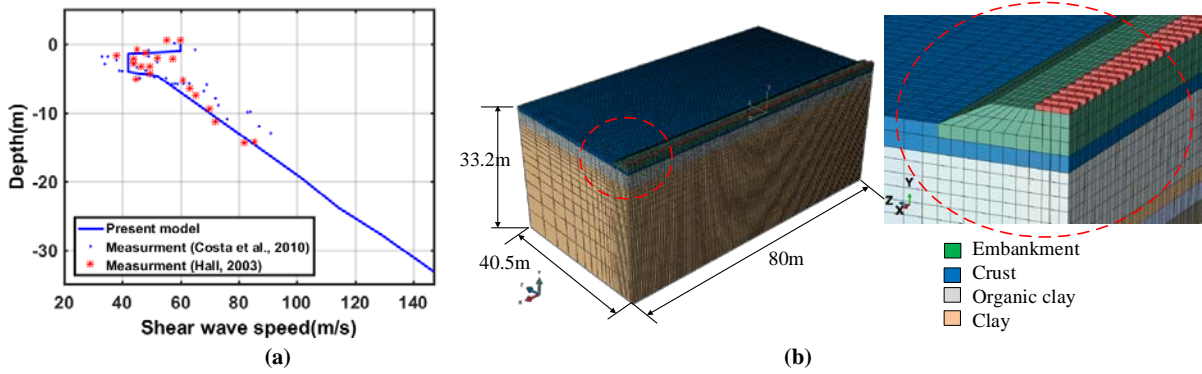 0
-10
-20
-30
Depth(m)
20 40 60 80 100 120 140
Shear wave speed(m/s)
Present model
Measurment (Costa et al., 2010)
Measurment (Hall, 2003)
(a)
33.2m
40.5m
80m
(b)
Y
Z
X
Embankment
Crust
Organic clay
Clay